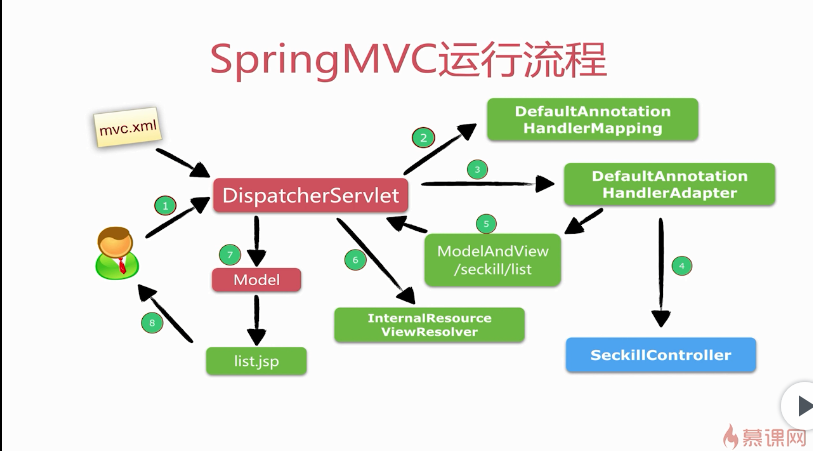 SpringMVC运行流程
mvc.xml
DefaultAnnotation
HandlerMapping
2
3
DefaultAnnotation
HandlerAdapter
DispatcherServlet
1
5
ModelAndView
/seckill/list
7
6
4
Model
InternalResource
ViewResolver
8
list.jsp
SeckillController
慕课网